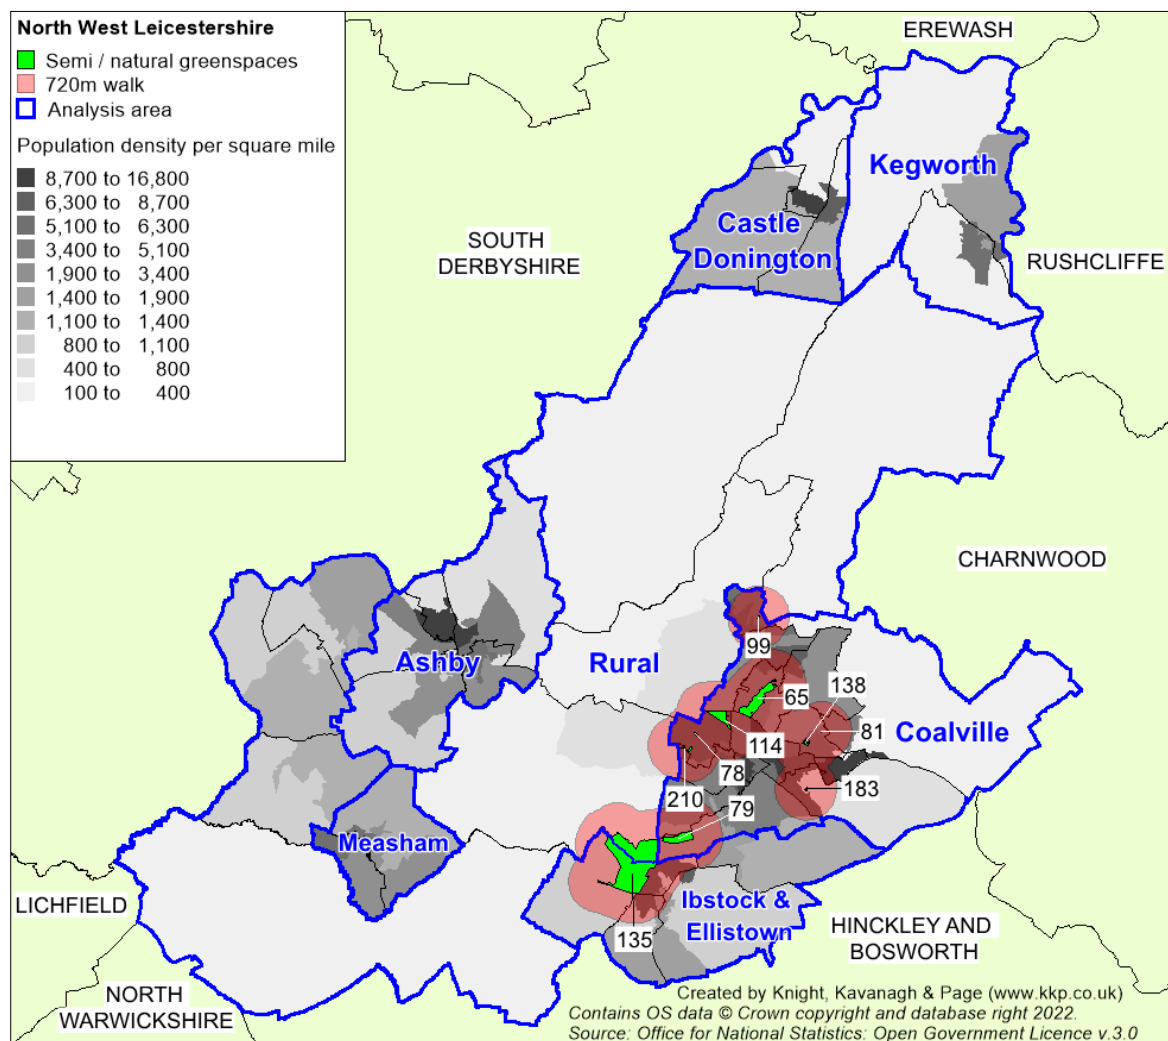 North West Leicestershire
Semi / natural greenspaces
720m walk
Analysis area
Population density per square mile
8,700 to 16,800
6,300 to 8,700
5,100 to 6,300
3,400 to 5,100
1,900 to 3,400
1,400 to 1,900
1,100 to 1,400
800 to 1,100
400 to 800
100 to 400
EREWASH
Kegworth
Castle
Donington
SOUTH
DERBYSHIRE
RUSHCLIFFE
CHARNWOOD
99
Ashby
Rural
65
138
81
Coalville
114
78
183
210
79
Measham
LICHFIELD
Ibstock &
Ellistown
135
HINCKLEY AND
BOSWORTH
NORTH
WARWICKSHIRE
Created by Knight, Kavanagh & Page (www.kkp.co.uk)
Contains OS data © Crown copyright and database right 2022.
Source: Office for National Statistics: Open Government Licence v.3.0